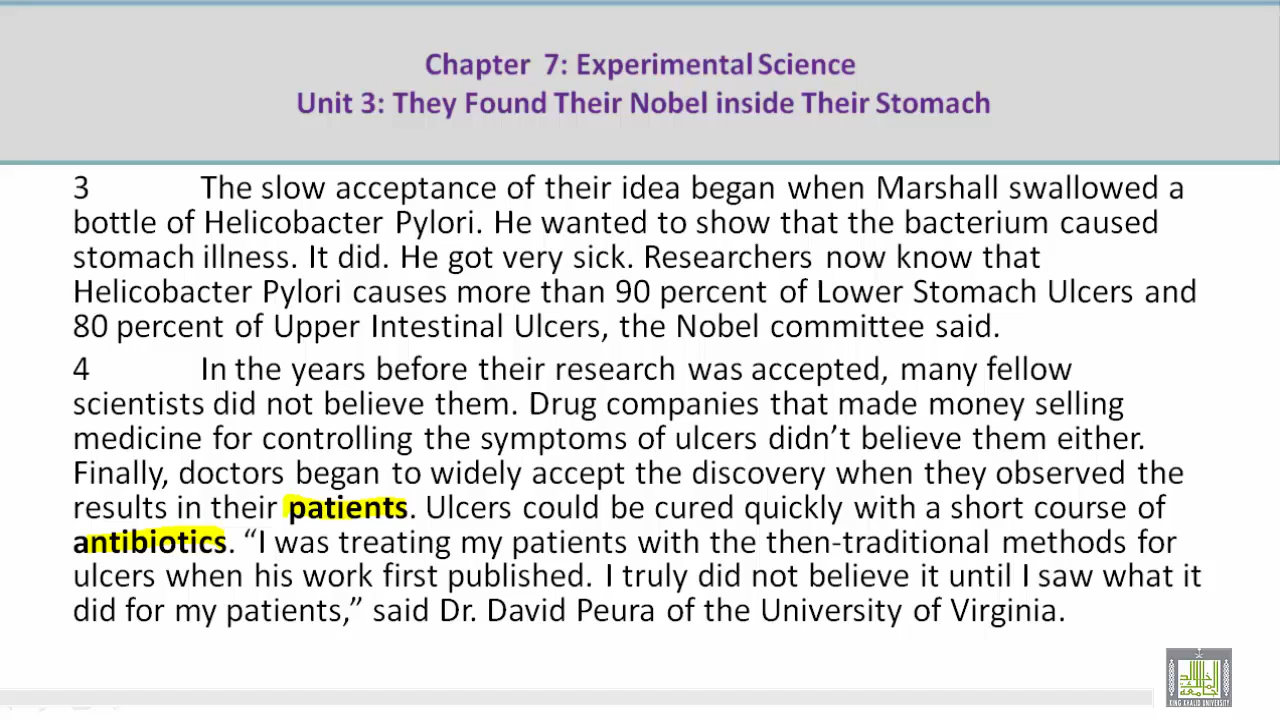 Chapter 7: Experimental Science
Unit 3: They Found Their Nobel inside Their Stomach
3 The slow acceptance of their idea began when Marshall swallowed a
bottle of Helicobacter Pylori. He wanted to show that the bacterium caused
stomach illness. It did. He got very sick. Researchers now know that
Helicobacter Pylori causes more than 90 percent of Lower Stomach Ulcers and
80 percent of Upper Intestinal Ulcers, the Nobel committee said.
4 In the years before their research was accepted, many fellow
scientists did not believe them. Drug companies that made money selling
medicine for controlling the symptoms of ulcers didn’t believe them either.
Finally, doctors began to widely accept the discovery when they observed the
results in their patients. Ulcers could be cured quickly with a short course of
antibiotics. “I was treating my patients with the then-traditional methods for
ulcers when his work first published. I truly did not believe it until I saw what it
did for my patients,” said Dr. David Peura of the University of Virginia.
KING KHALID UNIVERSITY